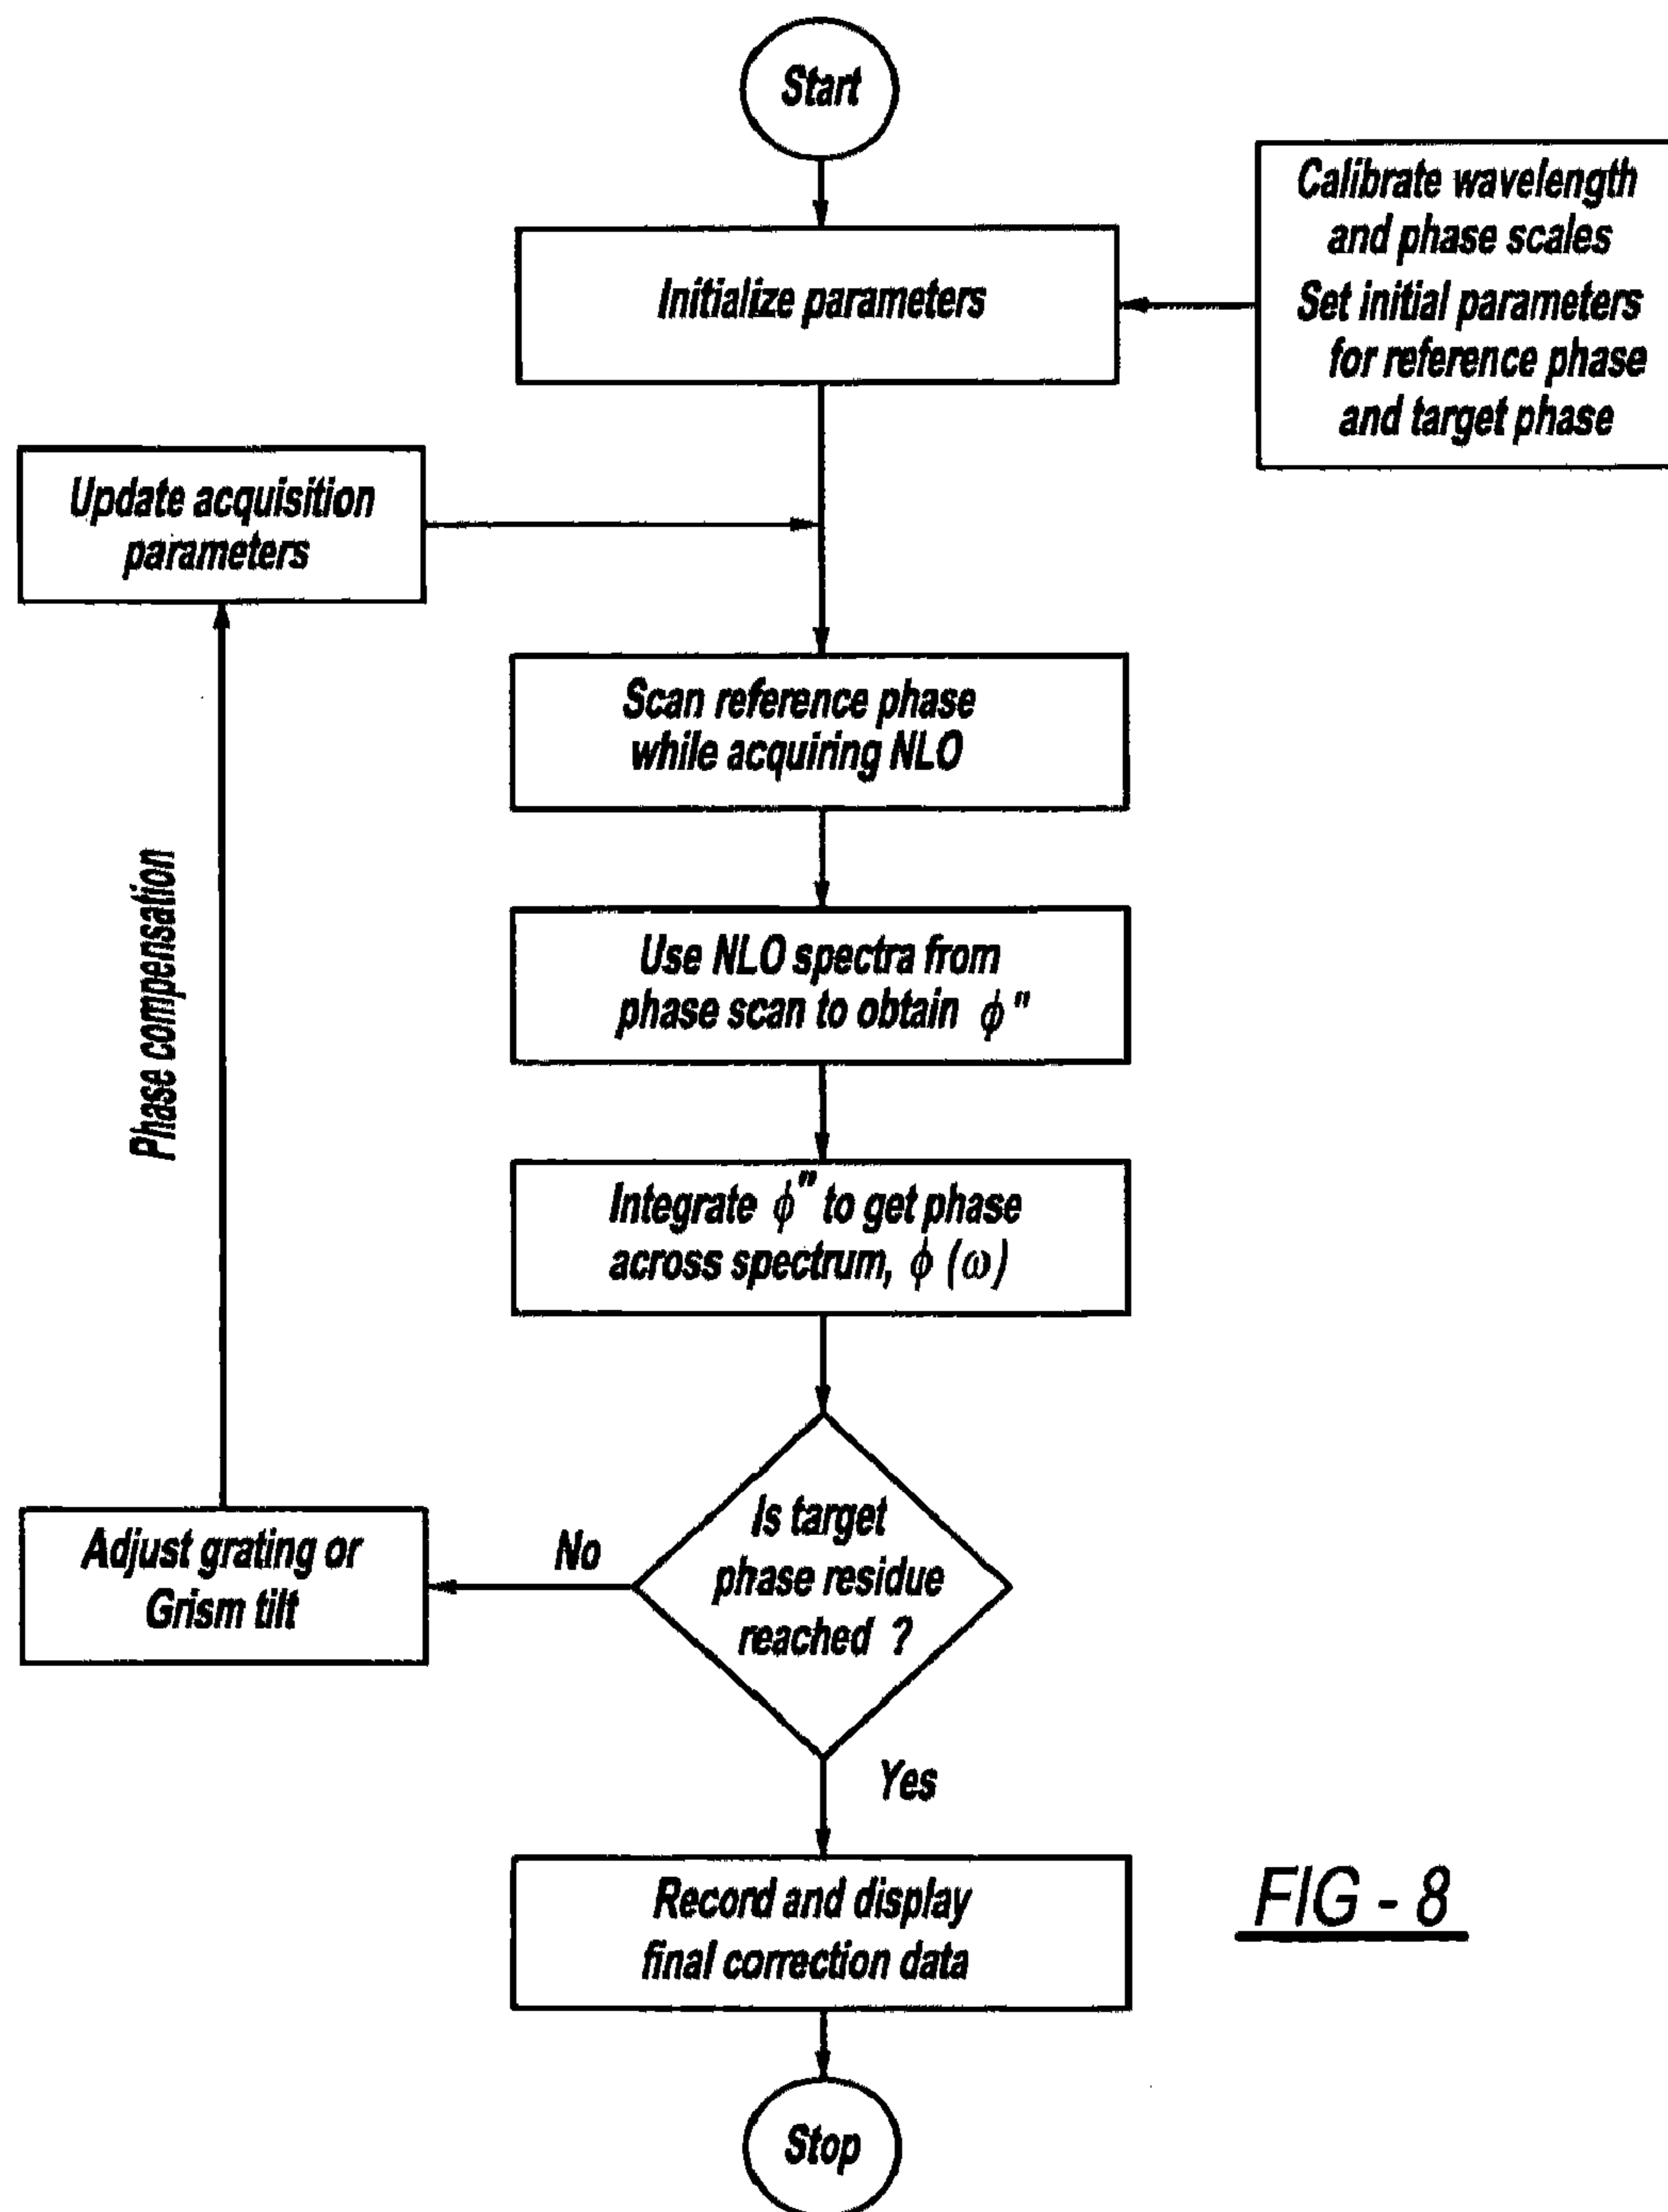 Start
Calibrate wavelength
and phase scales
Set initial parameters
for reference phase
and target phase
Initialize parameters
Update acquisition
parameters
Scan reference phase
while acquiring NLO
Use NLO spectra from
phase scan to obtain ϕ"
Phase compensation
Integrate ϕ" to get phase
across spectrum, ϕ (ω)
Is target
phase residue
reached ?
No
Adjust grating or
Grism tilt
Yes
Record and display
final correction data
FIG - 8
Stop